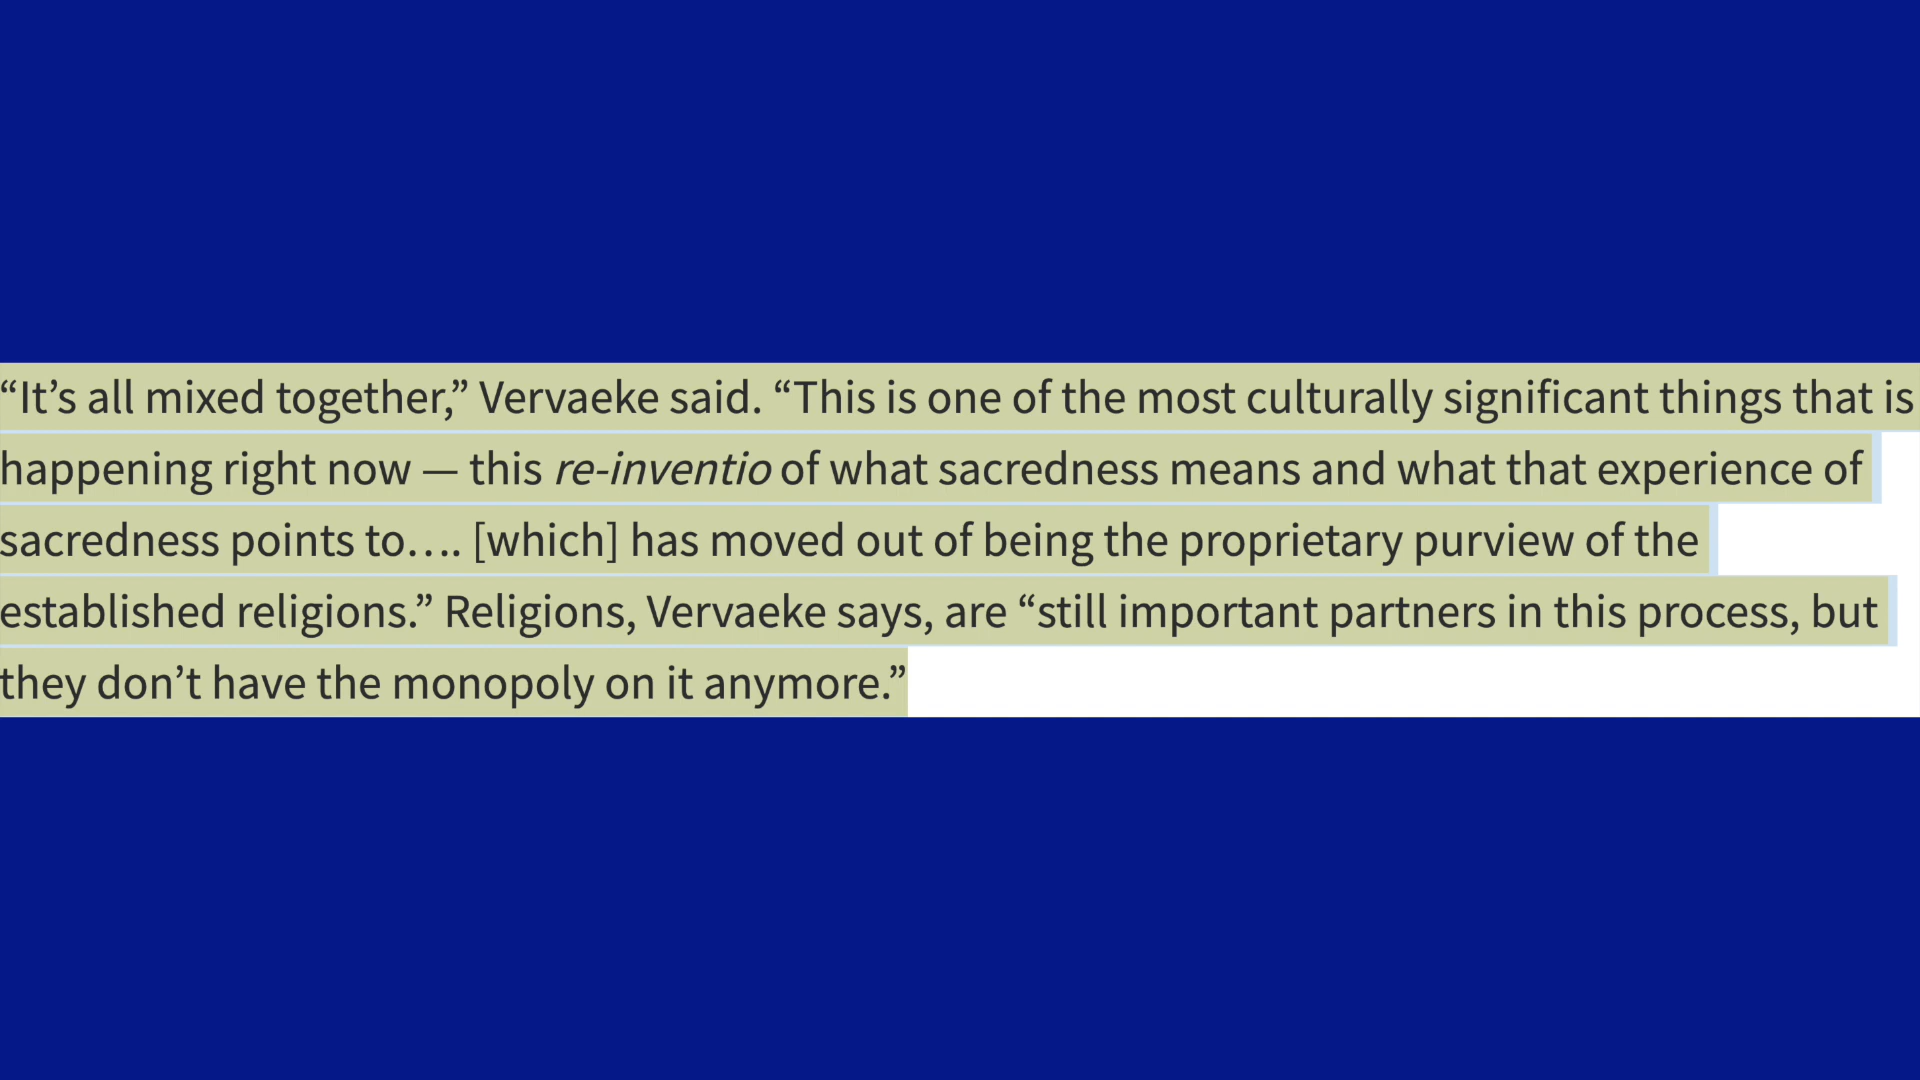 “It’s all mixed together,” Vervaeke said. “This is one of the most culturally significant things that is
happening right now — this re-inventio of what sacredness means and what that experience of
sacredness points to…. [which] has moved out of being the proprietary purview of the
established religions.” Religions, Vervaeke says, are “still important partners in this process, but
they don’t have the monopoly on it anymore.”